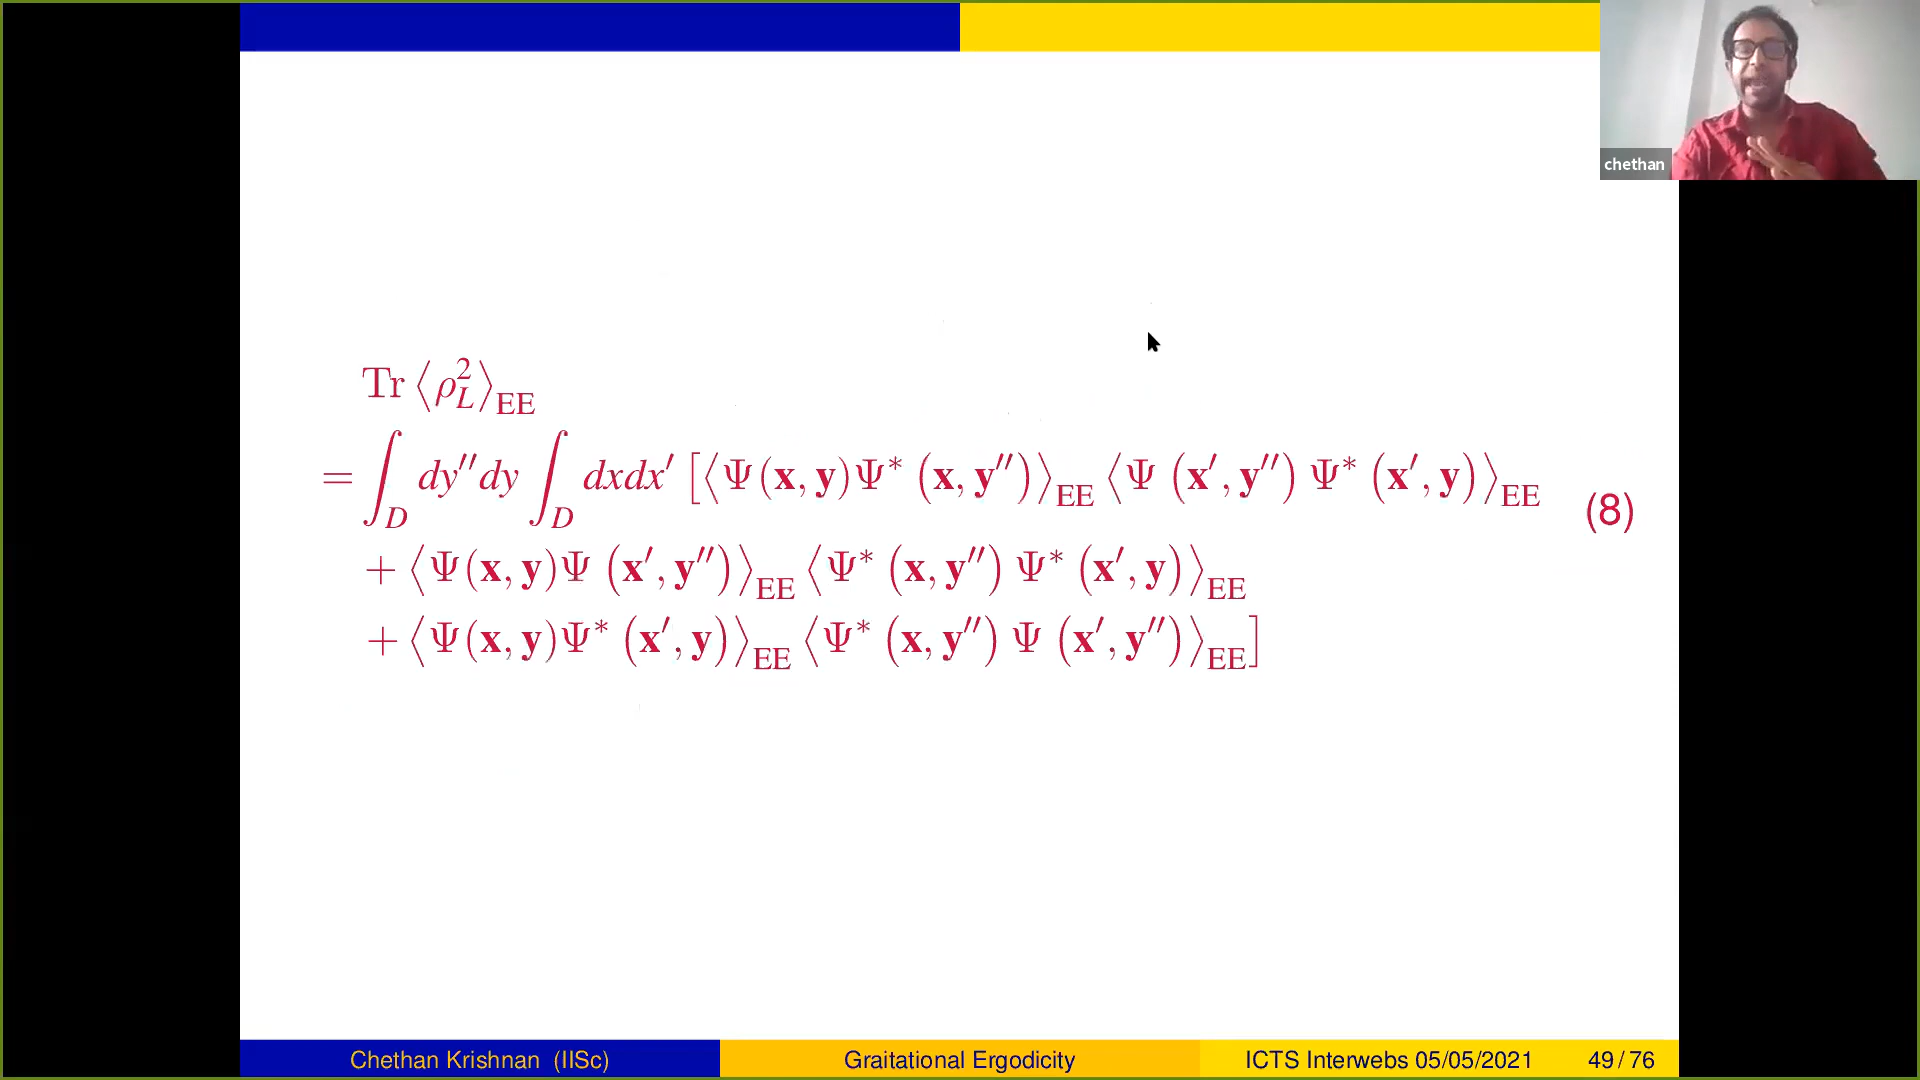 chethan
Tr ⟨ρ_L^2⟩_EE
= ∫_D dy″dy ∫_D dxdx′ [⟨Ψ(x, y)Ψ* (x, y″)⟩_EE ⟨Ψ (x′, y″) Ψ* (x′, y)⟩_EE
(8)
+ ⟨Ψ(x, y)Ψ (x′, y″)⟩_EE ⟨Ψ* (x, y″) Ψ* (x′, y)⟩_EE
+ ⟨Ψ(x, y)Ψ* (x′, y)⟩_EE ⟨Ψ* (x, y″) Ψ (x′, y″)⟩_EE]
Chethan Krishnan (IISc) Graitational Ergodicity ICTS Interwebs 05/05/2021 49 / 76